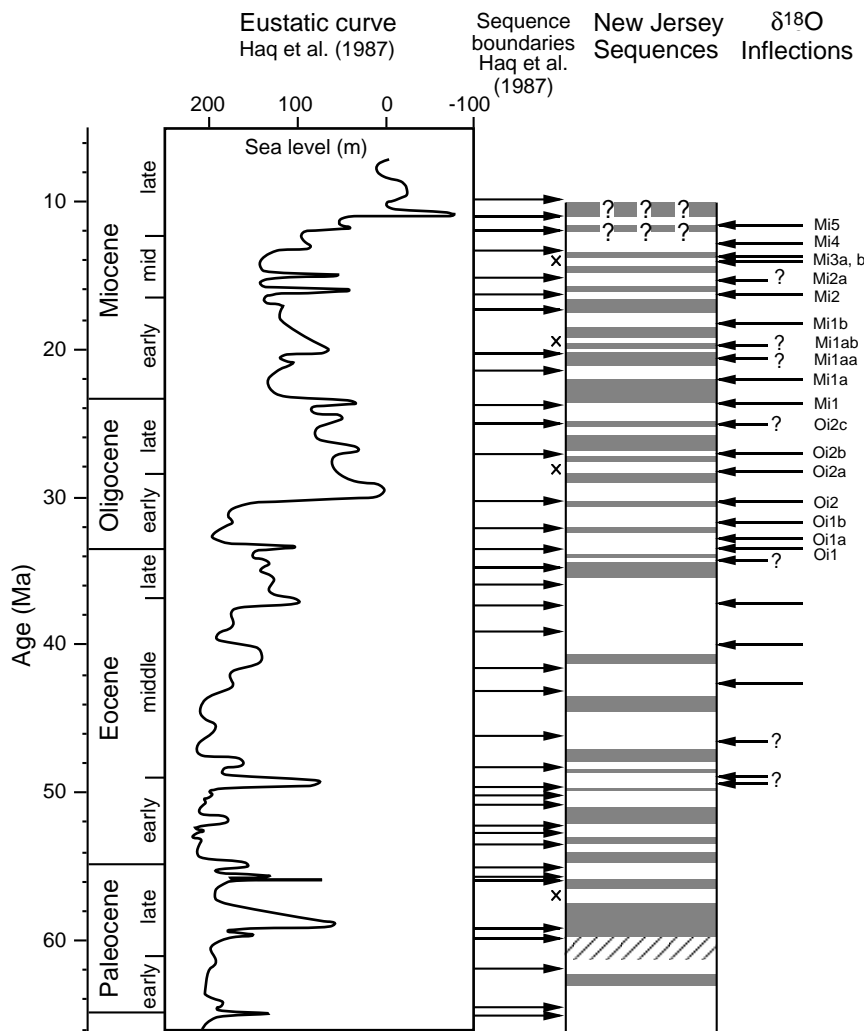 Eustatic curve
Haq et al. (1987)
Sequence
boundaries
Haq et al.
(1987)
New Jersey
Sequences
δ18O
Inflections
200 100 0 -100
Sea level (m)
Age (Ma)
10
20
30
40
50
60
Miocene
late
mid
early
Oligocene
late
early
Eocene
late
middle
early
Paleocene
late
early
x
x
x
x
? ? ?
? ? ?
Mi5
Mi4
Mi3a, b
? Mi2a
Mi2
Mi1b
? Mi1ab
? Mi1aa
Mi1a
Mi1
? Oi2c
Oi2b
Oi2a
Oi2
Oi1b
Oi1a
Oi1
?
?
?